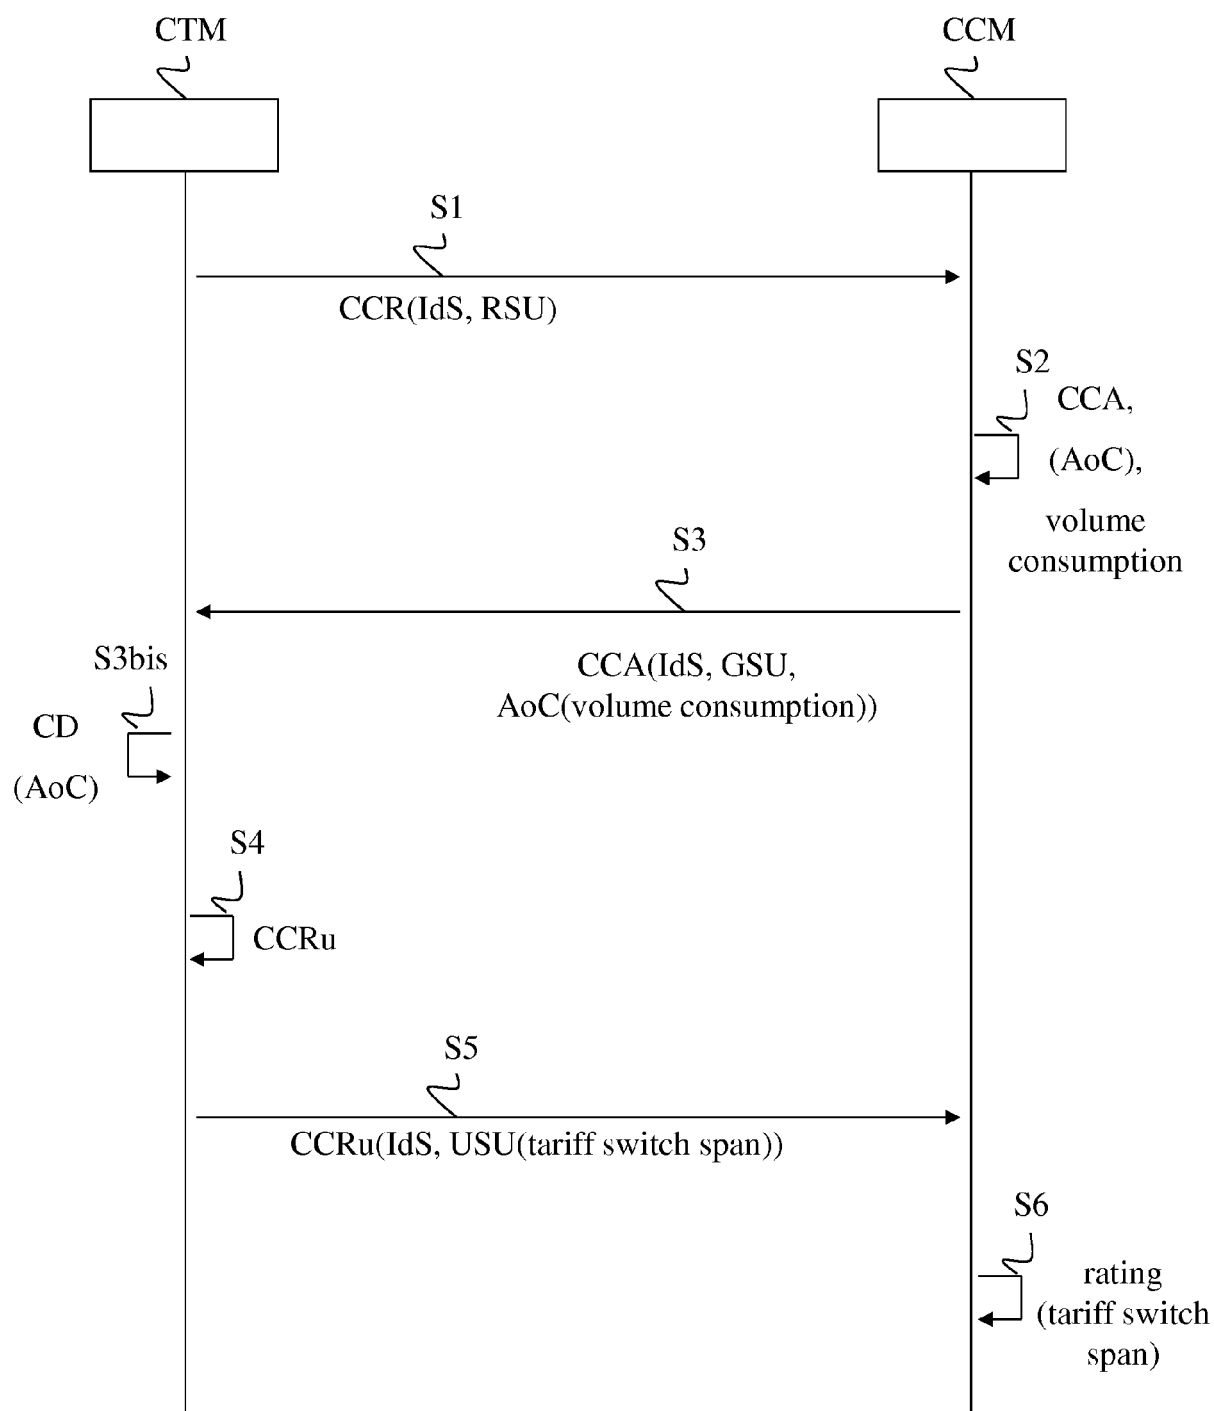 CTM
CCM
S1
CCR(IdS, RSU)
S2
CCA,
(AoC),
volume
consumption
S3
CCA(IdS, GSU,
AoC(volume consumption))
S3bis
CD
(AoC)
S4
CCRu
S5
CCRu(IdS, USU(tariff switch span))
S6
rating
(tariff switch
span)